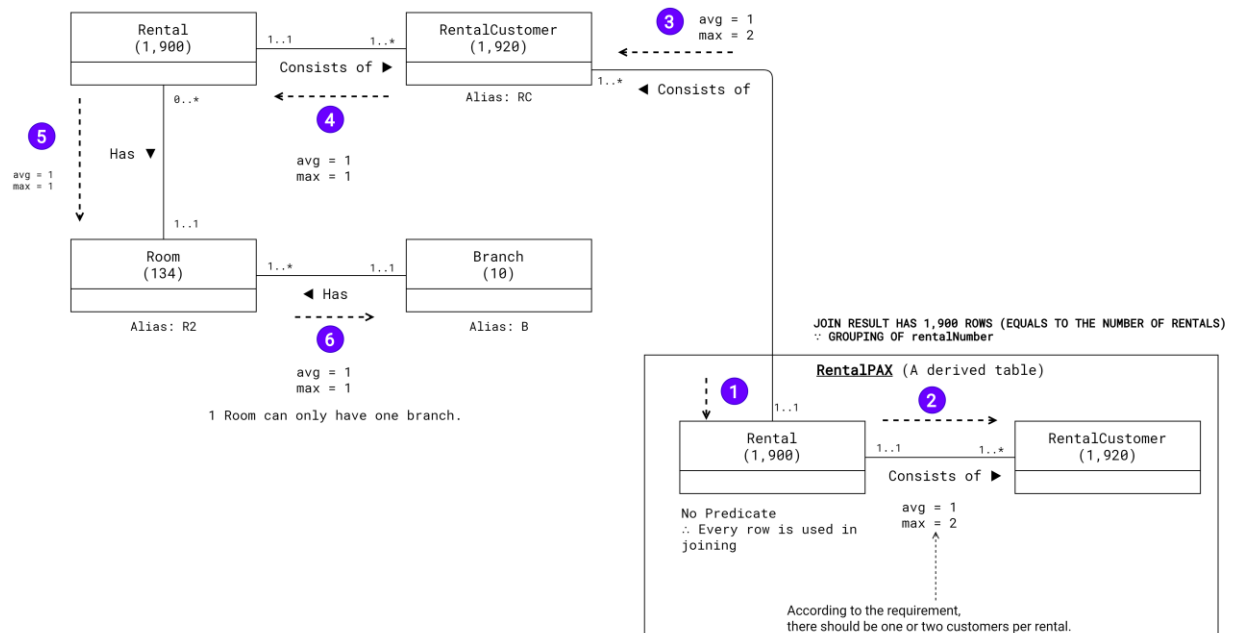 Rental
(1,900)
1..1
1..*
Consists of ▶
RentalCustomer
(1,920)
Alias: RC
3
avg = 1
max = 2
1..*
◀ Consists of
4
avg = 1
max = 1
5
avg = 1
max = 1
0..*
Has ▼
1..1
Room
(134)
Alias: R2
1..*
1..1
◀ Has
Branch
(10)
Alias: B
6
avg = 1
max = 1
1 Room can only have one branch.
JOIN RESULT HAS 1,900 ROWS (EQUALS TO THE NUMBER OF RENTALS)
∵ GROUPING OF rentalNumber
RentalPAX (A derived table)
1
1..1
2
Rental
(1,900)
1..1
1..*
Consists of ▶
RentalCustomer
(1,920)
No Predicate
∴ Every row is used in
joining
avg = 1
max = 2
According to the requirement,
there should be one or two customers per rental.